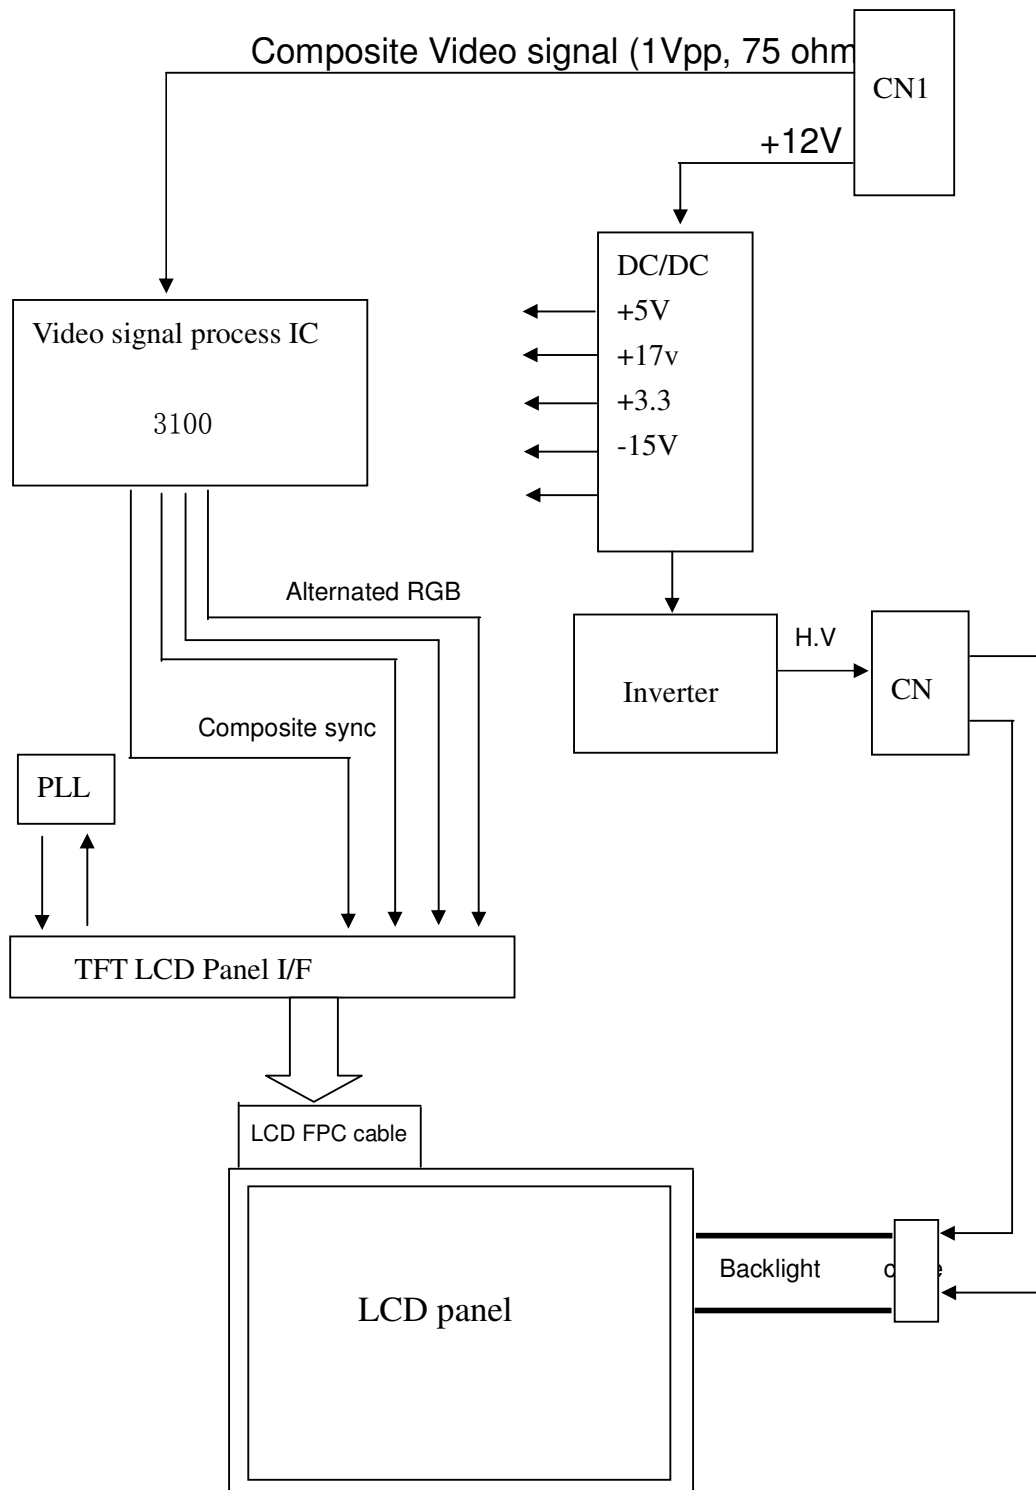 Composite Video signal (1Vpp, 75 ohm
CN1
+12V
DC/DC
+5V
+17v
+3.3
-15V
Video signal process IC
3100
Alternated RGB
H.V
Inverter
CN
Composite sync
PLL
TFT LCD Panel I/F
LCD FPC cable
Backlight
LCD panel